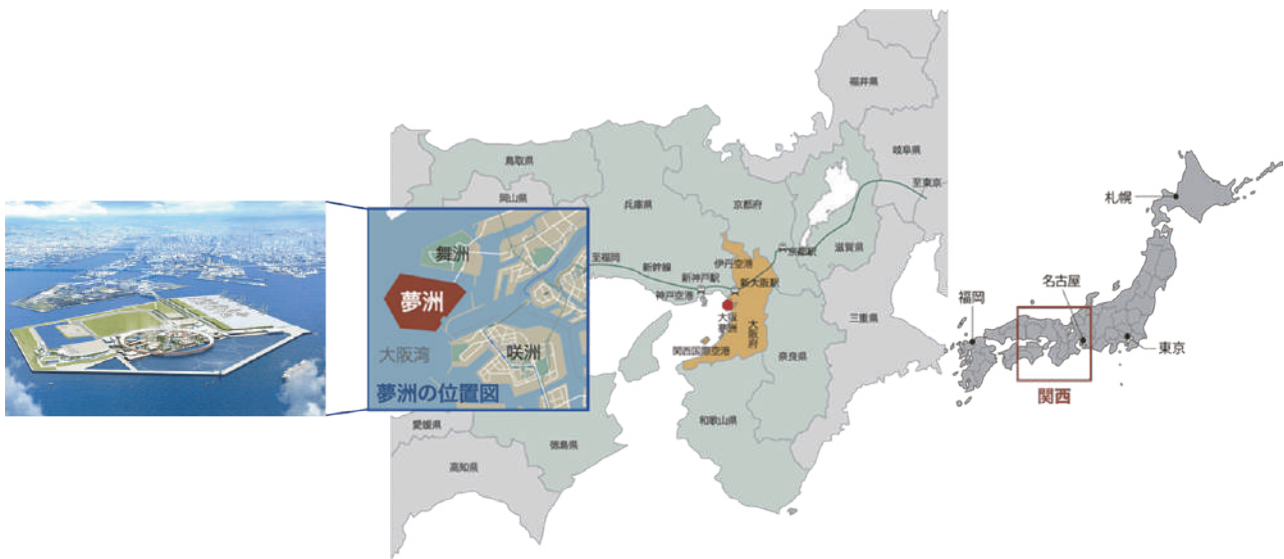 舞洲
夢洲
咲洲
大阪湾
夢洲の位置図
福井県
岐阜県
鳥取県
岡山県
兵庫県
京都府
至東京
滋賀県
京都駅
伊丹空港
至福岡
新幹線
新神戸駅
新大阪駅
神戸空港
大阪
夢洲
大阪府
三重県
関西国際空港
奈良県
和歌山県
愛媛県
徳島県
高知県
札幌
名古屋
福岡
東京
関西